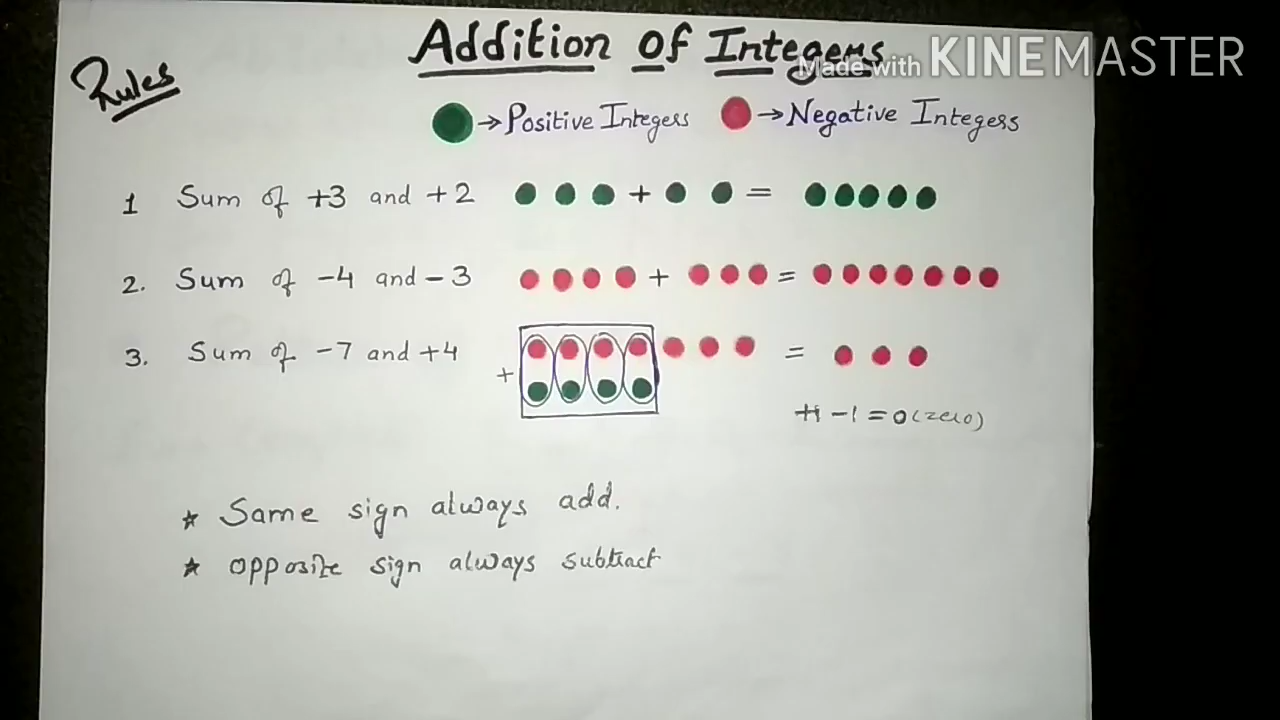 Addition of Integers
Made with KINEMASTER
Rules
→ Positive Integers → Negative Integers
1 Sum of +3 and +2 + =
2. Sum of -4 and -3 + =
3. Sum of -7 and +4 + =
+1 -1 = 0 (zero)
★ Same sign always add.
★ opposite sign always subtract